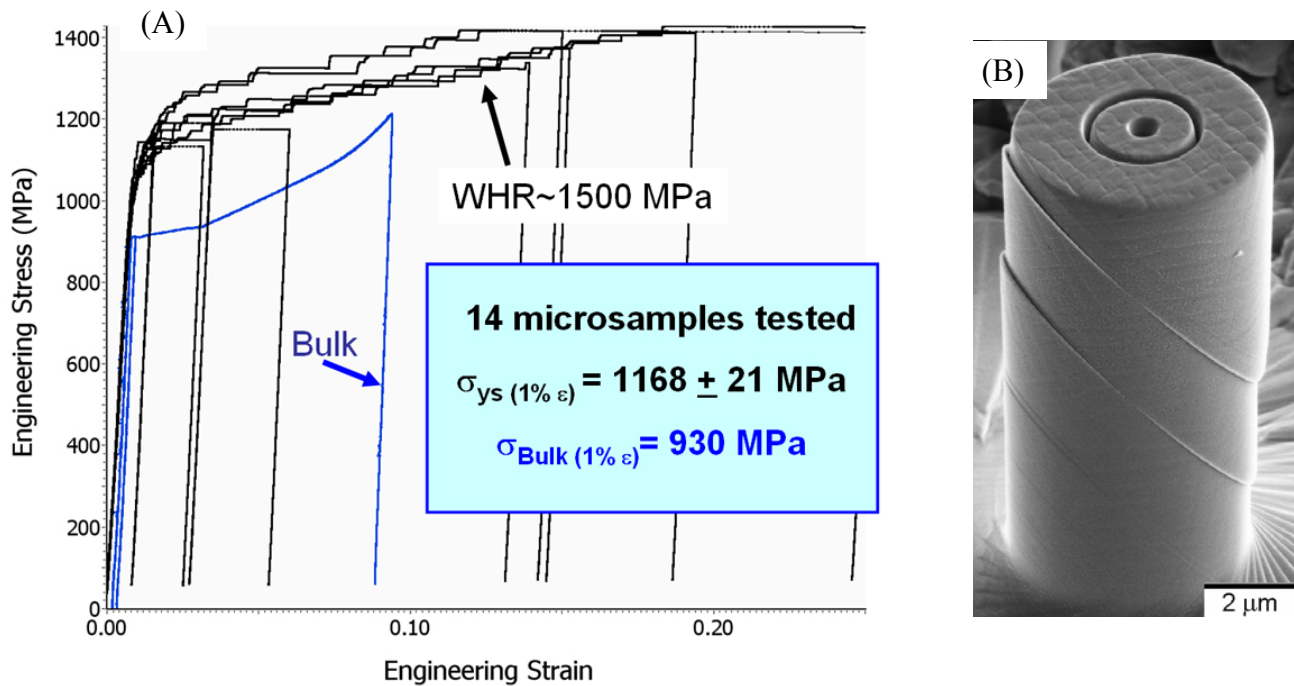 (A)
1400
1200
1000
800
600
400
200
0
Engineering Stress (MPa)
WHR~1500 MPa
Bulk
14 microsamples tested
σys (1% ε) = 1168 ± 21 MPa
σBulk (1% ε) = 930 MPa
0.00
0.10
0.20
Engineering Strain
(B)
2 μm